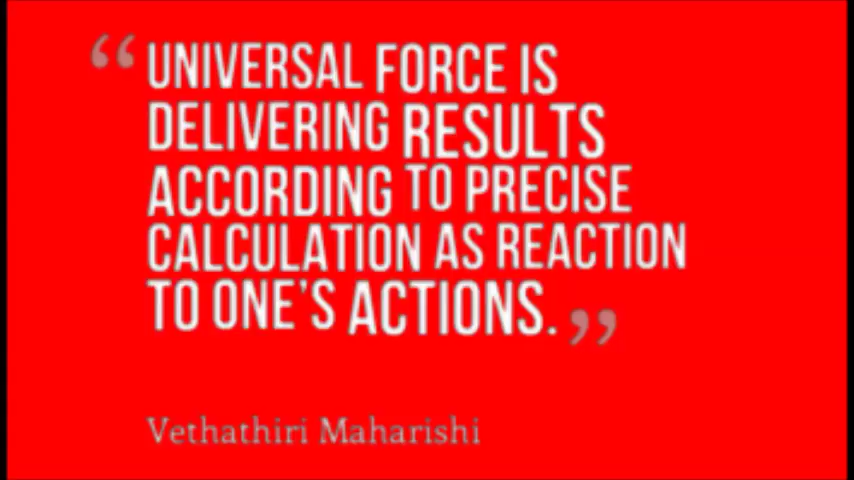 “UNIVERSAL FORCE IS
DELIVERING RESULTS
ACCORDING TO PRECISE
CALCULATION AS REACTION
TO ONE'S ACTIONS.”
Vethathiri Maharishi